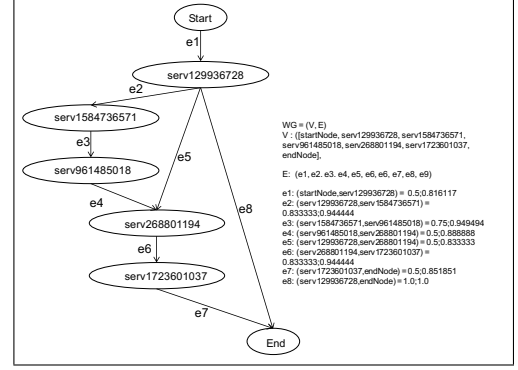 Start
e1
serv129936728
e2
serv1584736571
e3
serv961485018
e5
e4
e8
serv268801194
e6
serv1723601037
e7
End
WG = (V, E)
V : ([startNode, serv129936728, serv1584736571,
serv961485018, serv268801194, serv1723601037,
endNode],
E: (e1, e2. e3. e4, e5, e6, e6, e7, e8, e9)
e1: (startNode,serv129936728) = 0.5;0.816117
e2: (serv129936728,serv1584736571) =
0.833333;0.944444
e3: (serv1584736571,serv961485018) = 0.75;0.949494
e4: (serv961485018,serv268801194) = 0.5;0.888888
e5: (serv129936728,serv268801194) = 0.5;0.833333
e6: (serv268801194,serv1723601037) =
0.833333;0.944444
e7: (serv1723601037,endNode) = 0.5;0.851851
e8: (serv129936728,endNode) = 1.0;1.0